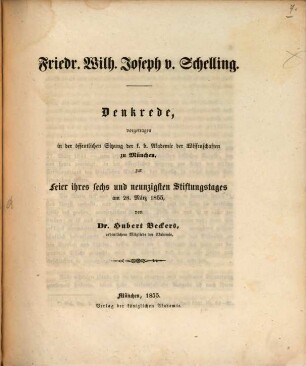 Friedr. Wilh. Joseph v. Schelling.
Denkrede,
vorgetragen
in der öffentlichen Sitzung der k. b. Akademie der Wissenschaften
zu München,
zur
Feier ihres sechs und neunzigsten Stiftungstages
am 28. März 1855,
von
Dr. Hubert Beckers,
ordentlichem Mitgliede der Akademie.
München, 1855.
Verlag der königlichen Akademie.